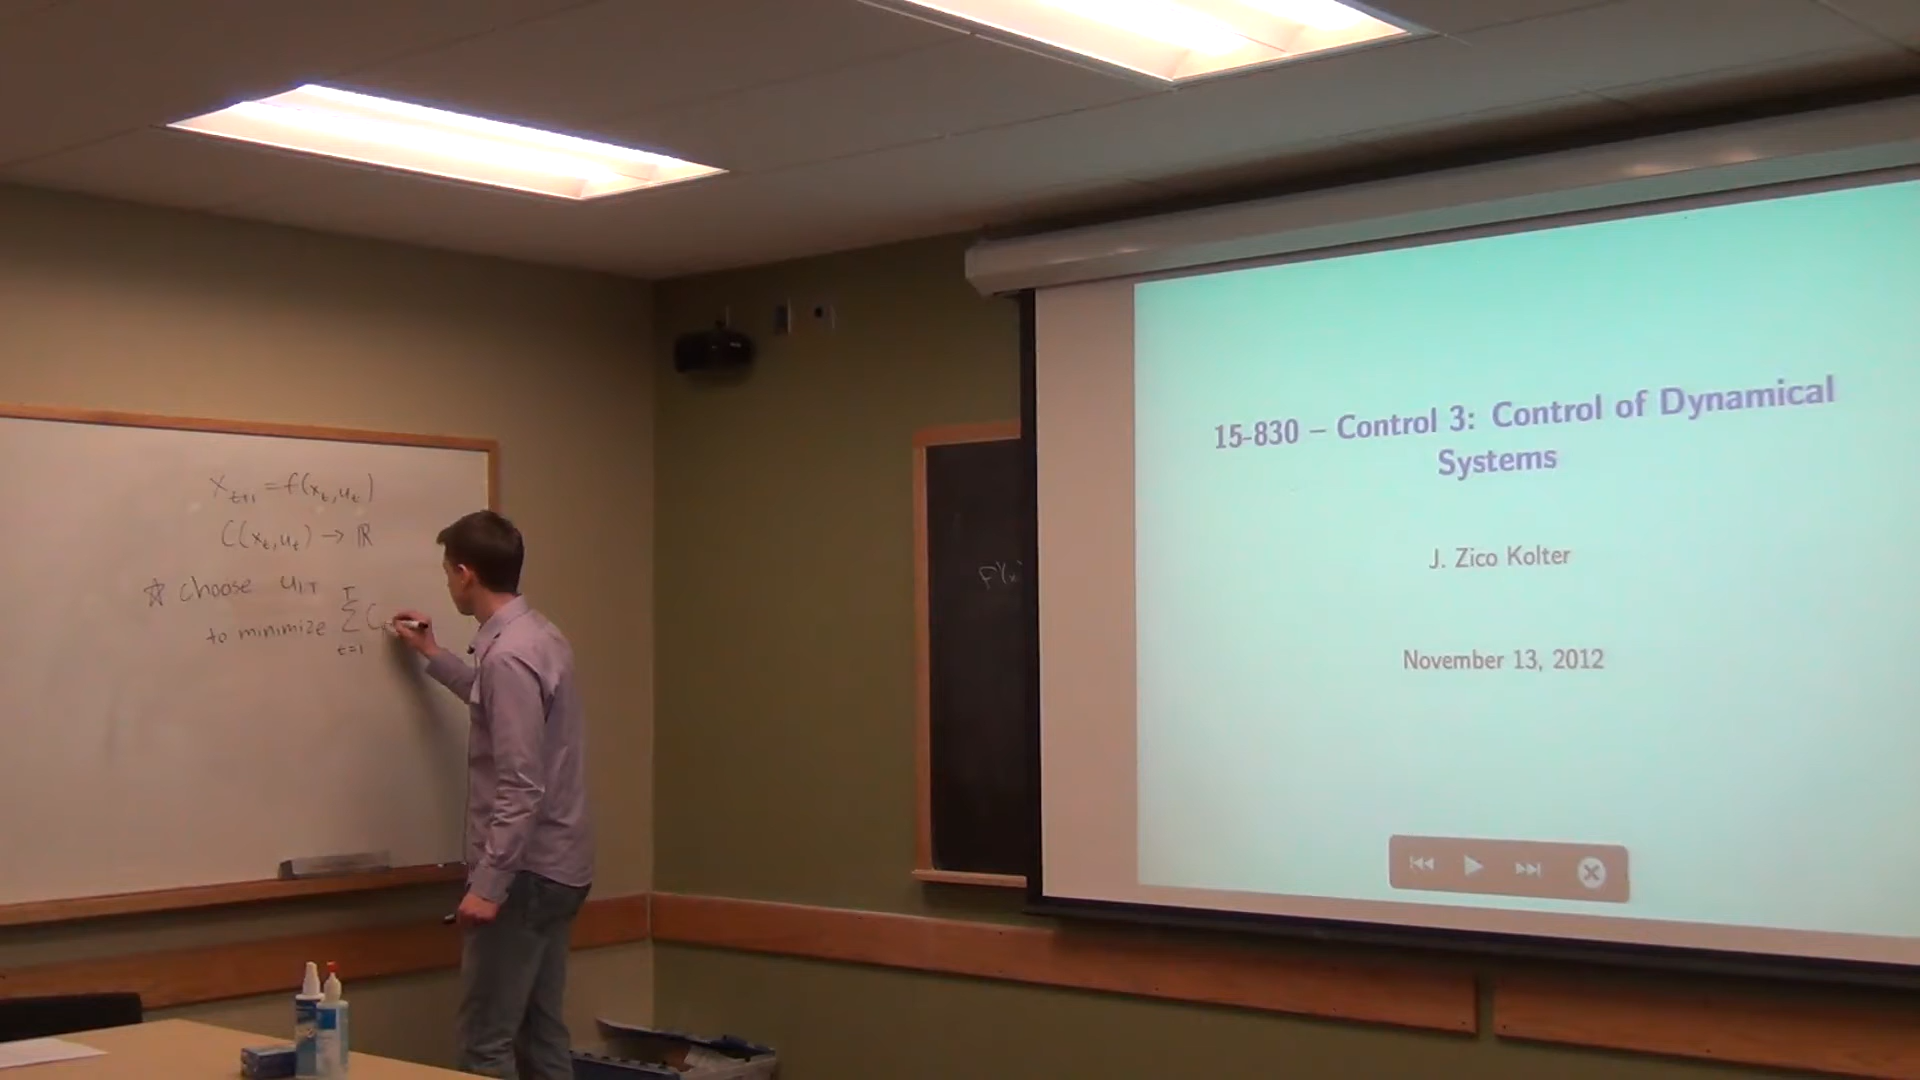 x_{t+1} = f(x_t, u_t)
C(x_t, u_t) → ℝ
☆ choose u_{1:T}
to minimize Σ_{t=1}^{T} C
f'(x
15-830 – Control 3: Control of Dynamical
Systems
J. Zico Kolter
November 13, 2012